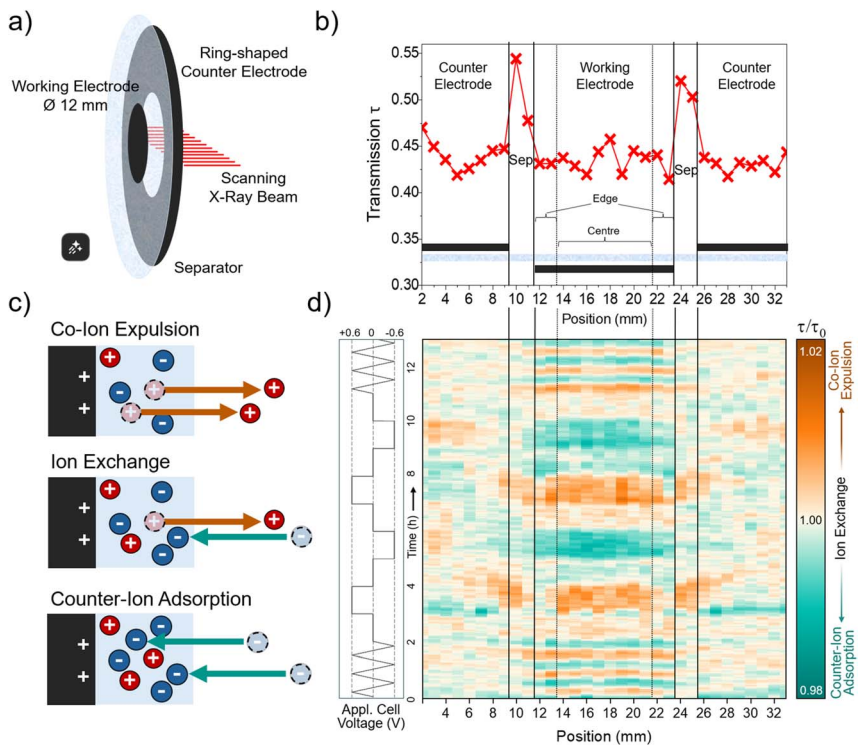 a)
Ring-shaped
Counter Electrode
Working Electrode
Ø 12 mm
Scanning
X-Ray Beam
Separator
b)
Transmission τ
0.55
0.50
0.45
0.40
0.35
0.30
Counter
Electrode
Working
Electrode
Counter
Electrode
Sep
Sep
Edge
Centre
2 4 6 8 10 12 14 16 18 20 22 24 26 28 30 32
Position (mm)
c)
Co-Ion Expulsion
Ion Exchange
Counter-Ion Adsorption
d)
+0.6 0 -0.6
Appl. Cell
Voltage (V)
Time (h)
0
2
4
6
8
10
12
4 6 8 10 12 14 16 18 20 22 24 26 28 30 32
Position (mm)
τ/τ0
1.02
1.00
0.98
Co-Ion
Expulsion
Ion Exchange
Counter-Ion
Adsorption